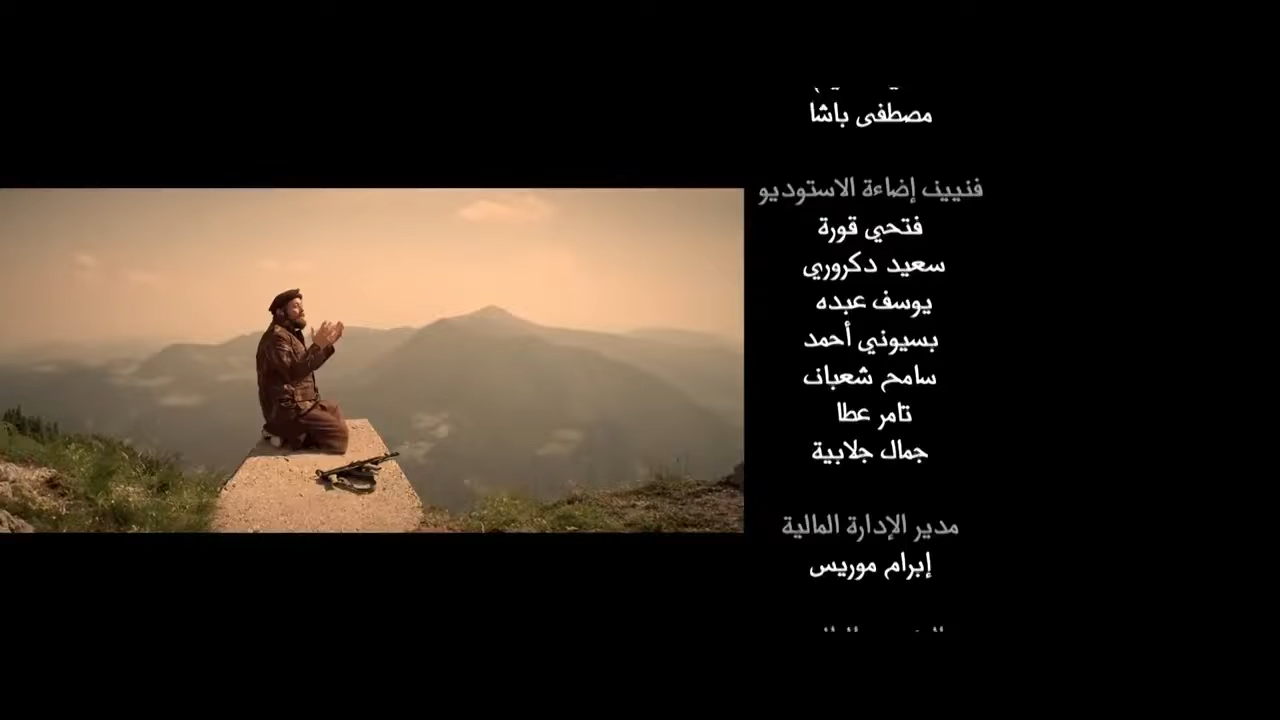 مصطفى باشا
فنيين إضاءة الاستوديو
فتحي قورة
سعيد دكروري
يوسف عبده
بسيوني أحمد
سامح شعبان
تامر عطا
جمال جلابية
مدير الإدارة المالية
إبرام موريس